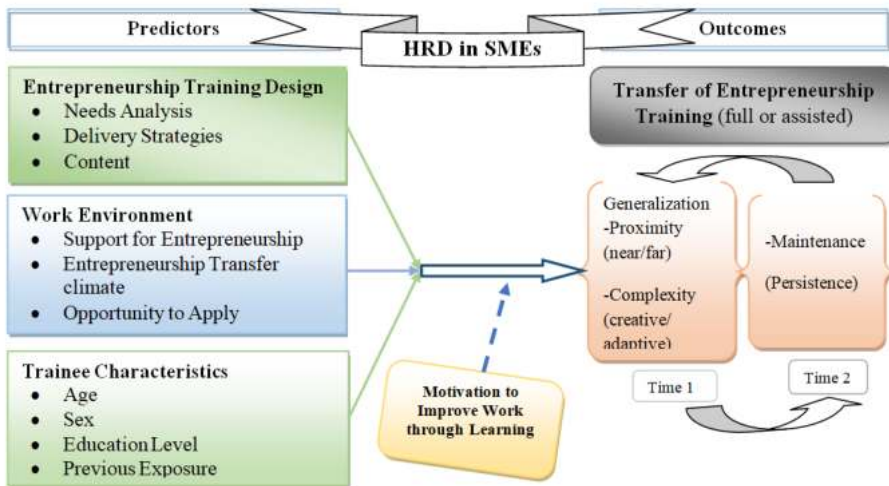 Predictors
HRD in SMEs
Outcomes
Entrepreneurship Training Design
• Needs Analysis
• Delivery Strategies
• Content
Work Environment
• Support for Entrepreneurship
• Entrepreneurship Transfer
climate
• Opportunity to Apply
Trainee Characteristics
• Age
• Sex
• Education Level
• Previous Exposure
Motivation to
Improve Work
through Learning
Transfer of Entrepreneurship
Training (full or assisted)
Generalization
-Proximity
(near/far)
-Complexity
(creative/
adaptive)
-Maintenance
(Persistence)
Time 1
Time 2